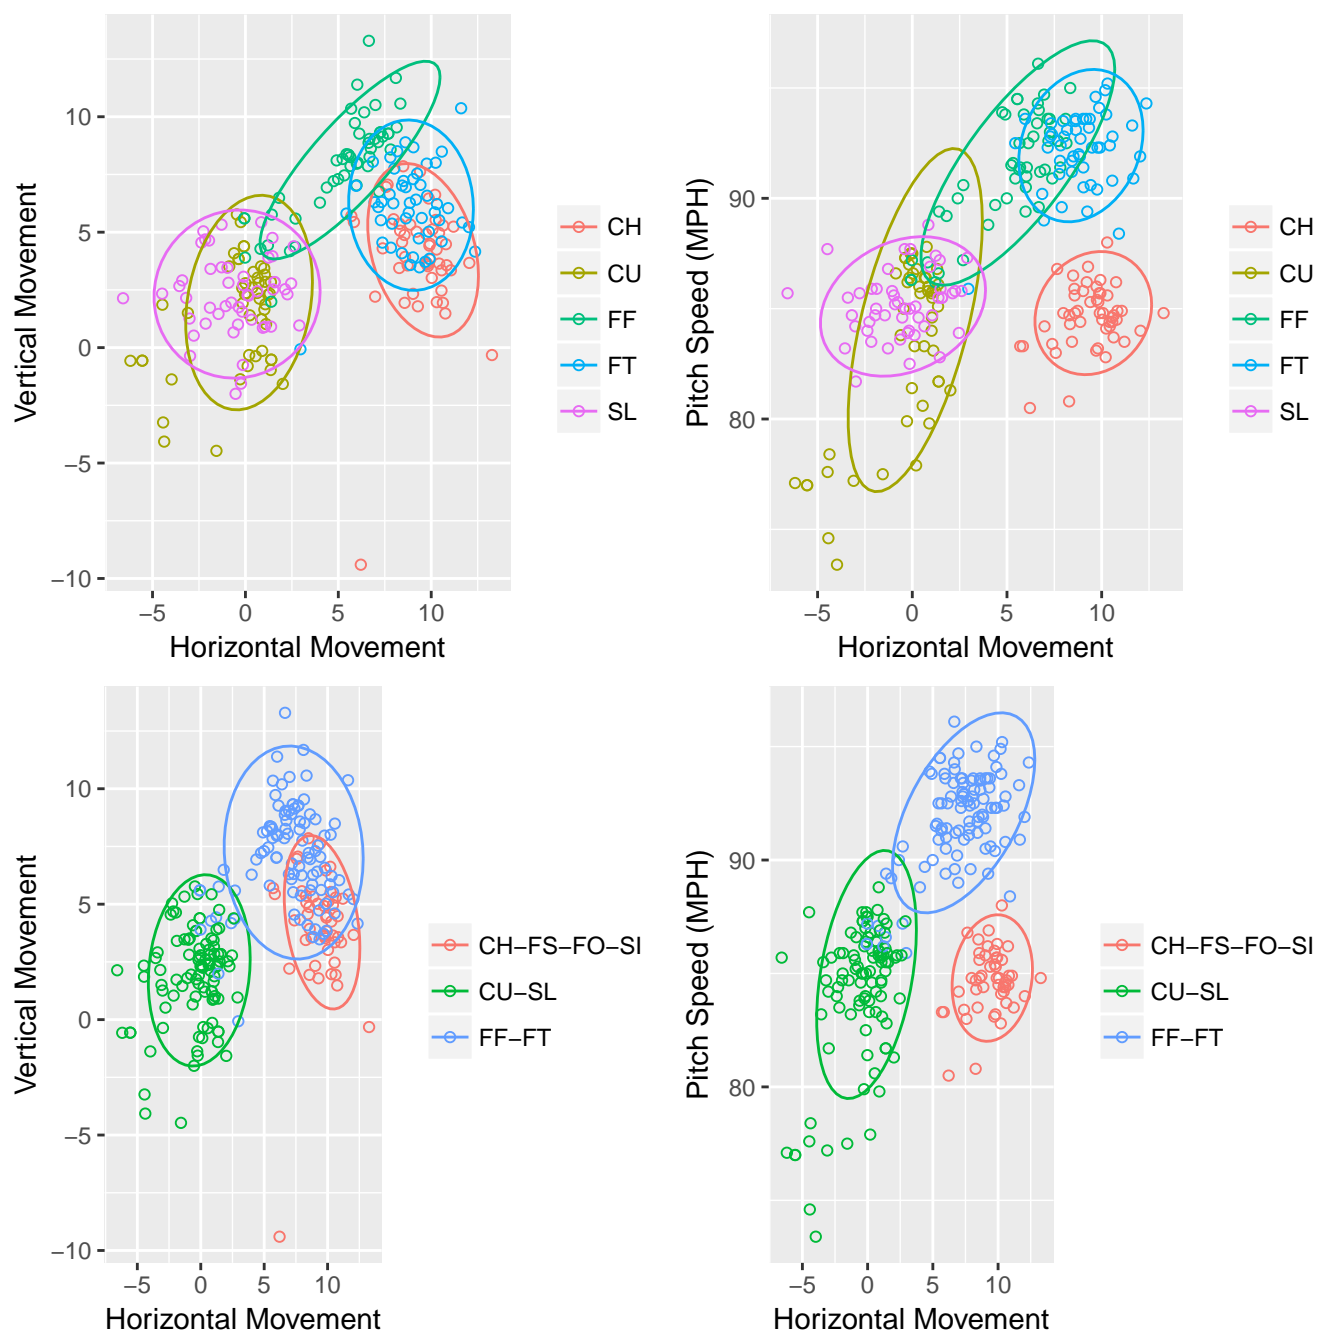 Vertical Movement
10
5
0
−5
−10
−5 0 5 10
Horizontal Movement
CH
CU
FF
FT
SL
Pitch Speed (MPH)
90
80
−5 0 5 10
Horizontal Movement
CH
CU
FF
FT
SL
Vertical Movement
10
5
0
−5
−10
−5 0 5 10
Horizontal Movement
CH−FS−FO−SI
CU−SL
FF−FT
Pitch Speed (MPH)
90
80
−5 0 5 10
Horizontal Movement
CH−FS−FO−SI
CU−SL
FF−FT